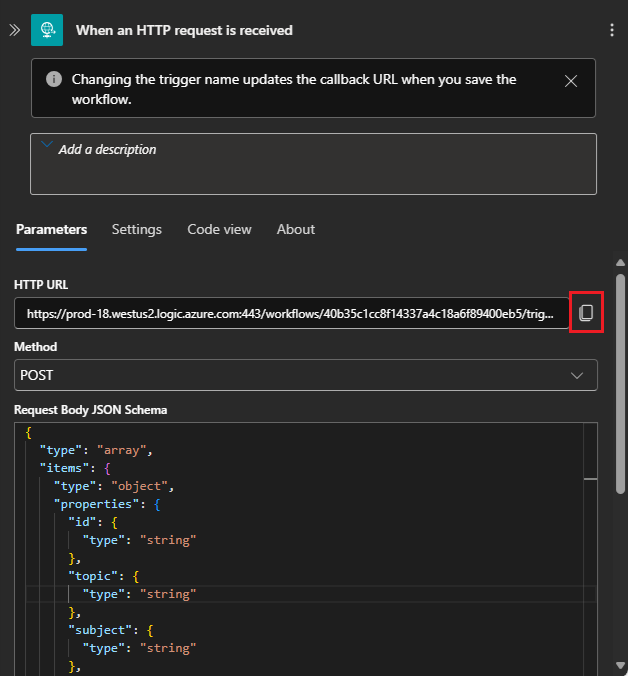 When an HTTP request is received
Changing the trigger name updates the callback URL when you save the
workflow.
Add a description
Parameters Settings Code view About
HTTP URL
https://prod-18.westus2.logic.azure.com:443/workflows/40b35c1cc8f14337a4c18a6f89400eb5/trig...
Method
POST
Request Body JSON Schema
{
"type": "array",
"items": {
"type": "object",
"properties": {
"id": {
"type": "string"
},
"topic": {
"type": "string"
},
"subject": {
"type": "string"
},